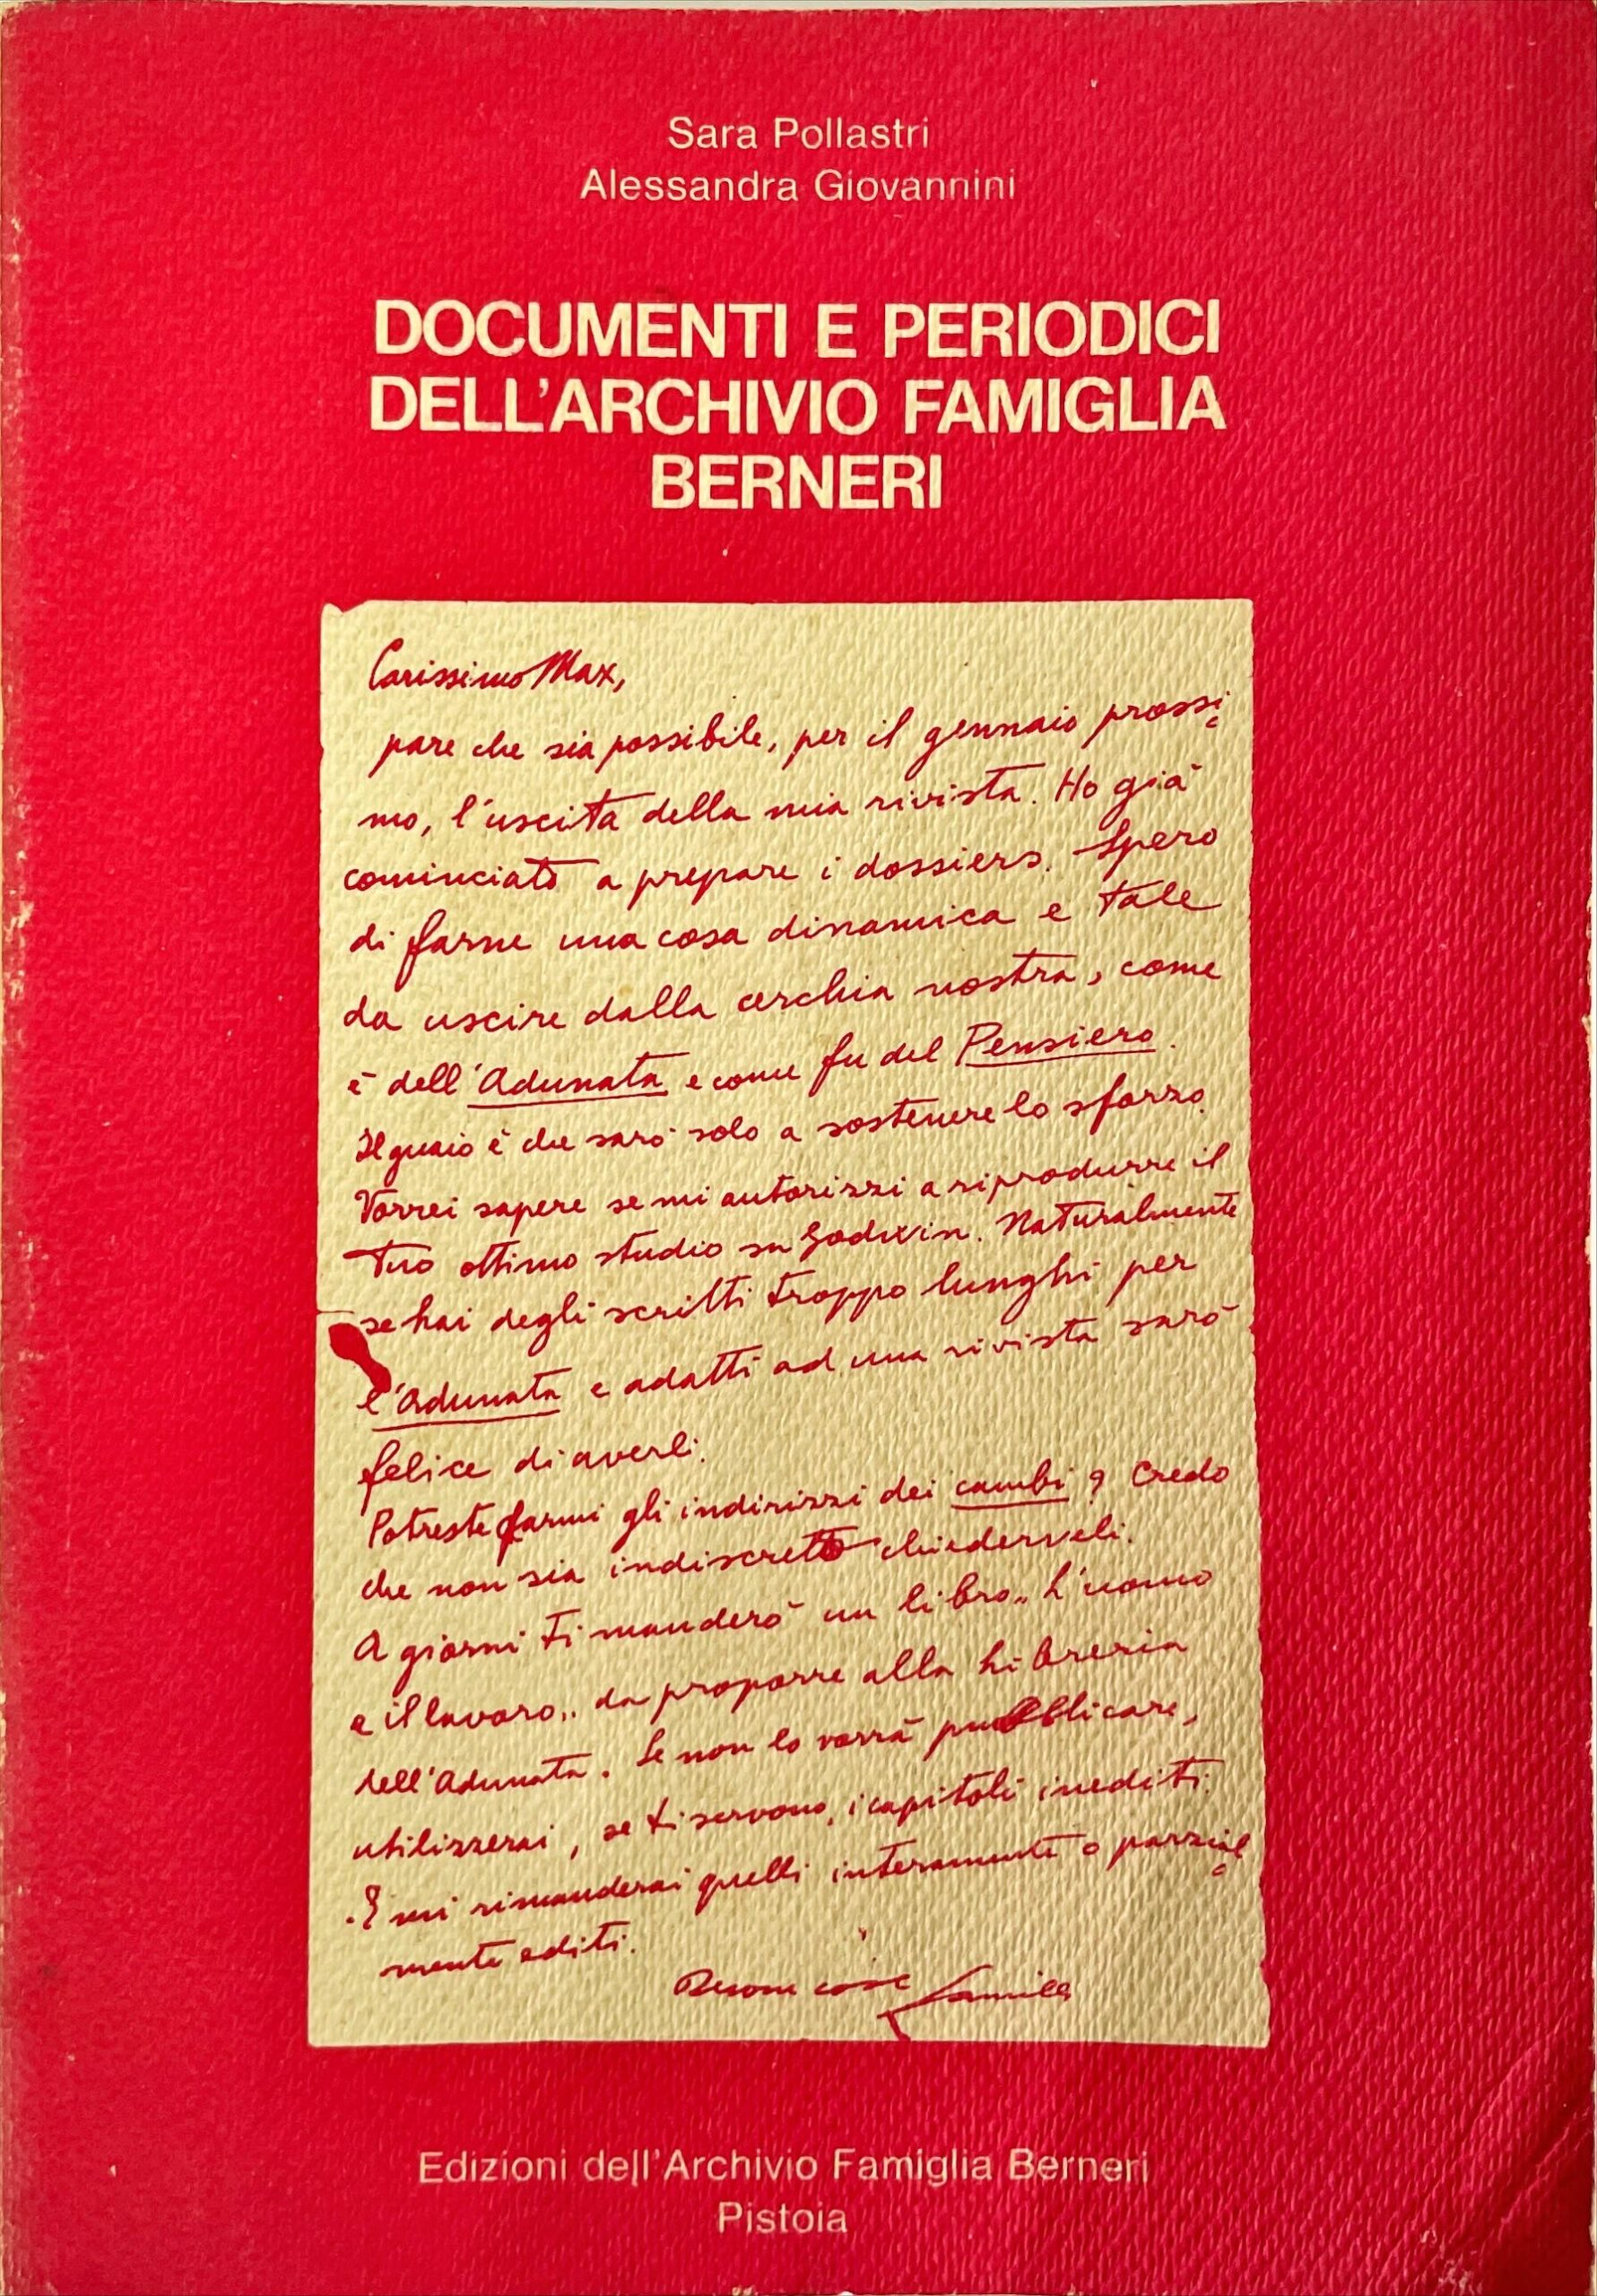 Sara Pollastri
Alessandra Giovannini
DOCUMENTI E PERIODICI
DELL'ARCHIVIO FAMIGLIA
BERNERI
Carissimo Max,
pare che sia possibile, per il gennaio prossi
mo, l'uscita della mia rivista. Ho già
cominciato a prepare i dossiers. Spero
di farne una cosa dinamica e tale
da uscire dalla cerchia nostra, come
è dell'Adunata e come fu del Pensiero.
Il guaio è che sarò solo a sostenere lo sforzo.
Vorrei sapere se mi autorizzi a riprodurre il
tuo ottimo studio su Godwin. Naturalmente
se hai degli scritti troppo lunghi per
l'Adunata e adatti ad una rivista sarò
felice di averli.
Potreste farmi gli indirizzi dei cambi? Credo
che non sia indiscreto chiederveli.
A giorni ti manderò un libro „L'uomo
e il lavoro„ da proporre alla Libreria
dell'Adunata. Se non lo vorrà pubblicare,
utilizzerai, se ti servono, i capitoli inediti.
E mi rimanderai quelli interamente o parzial
mente editi.
Buone cose Camillo
Edizioni dell'Archivio Famiglia Berneri
Pistoia